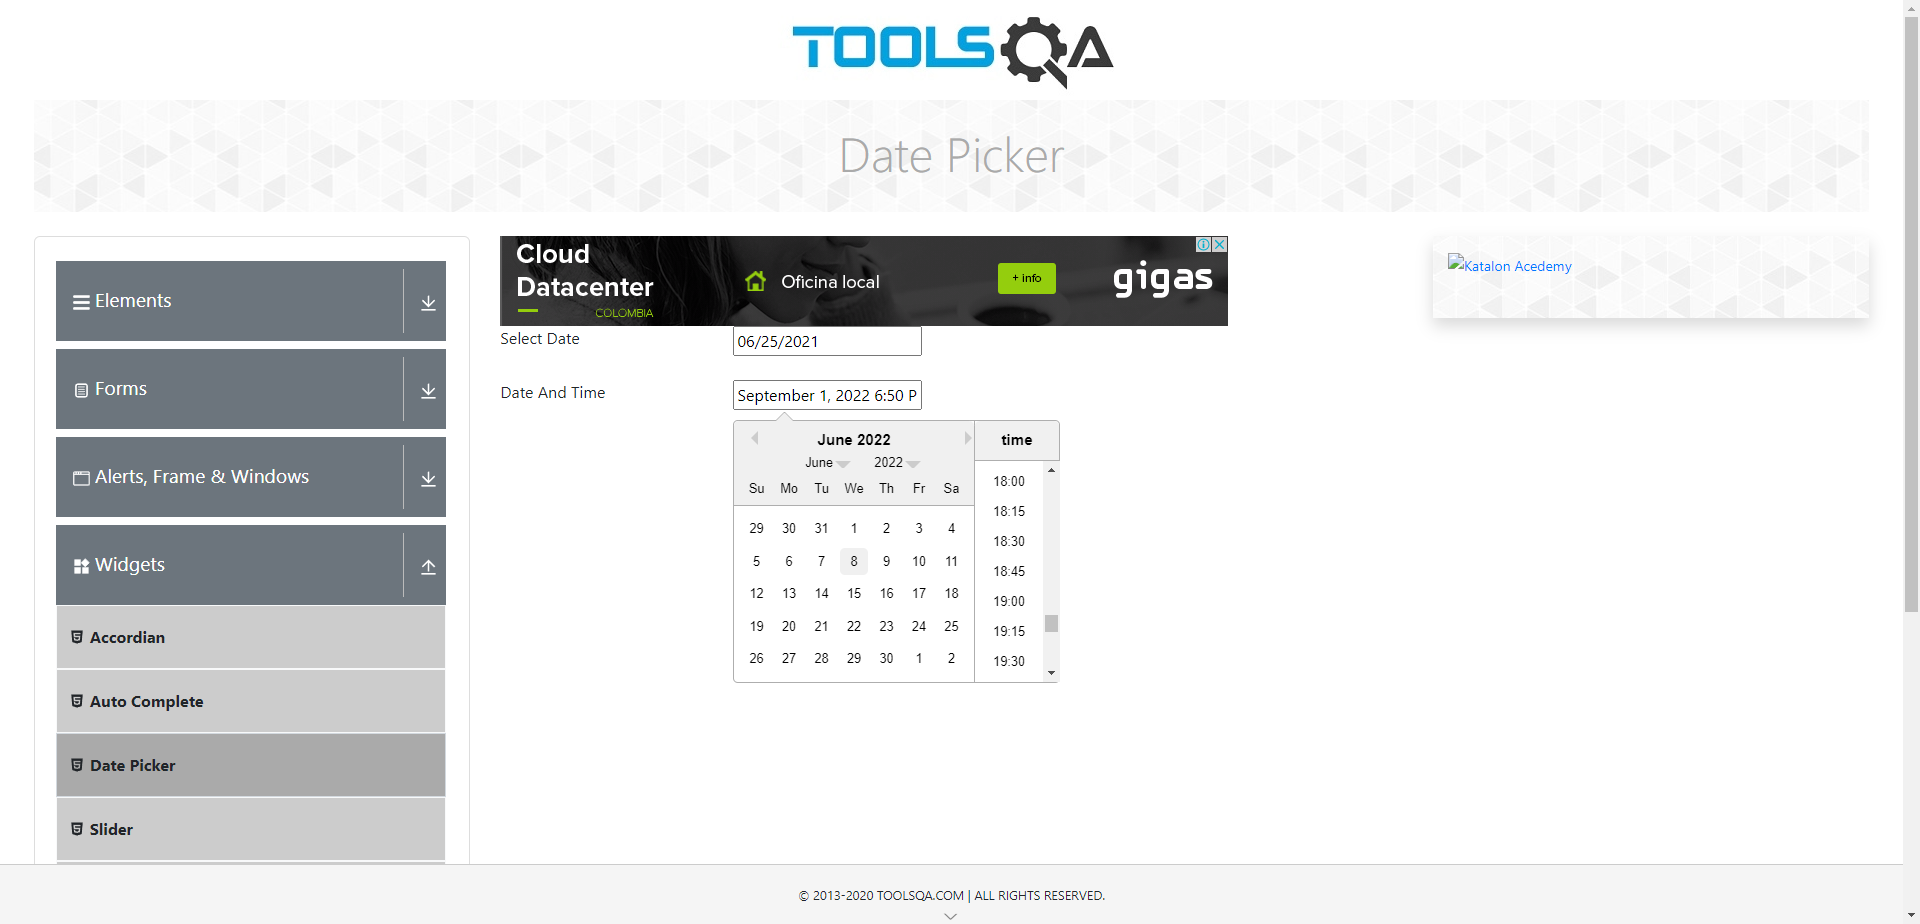 TOOLSQA
Date Picker
Elements
Forms
Alerts, Frame & Windows
Widgets
Accordian
Auto Complete
Date Picker
Slider
Cloud
Datacenter
COLOMBIA
Oficina local
+ info
gigas
Select Date
06/25/2021
Date And Time
September 1, 2022 6:50 P
June 2022
June 2022
Su Mo Tu We Th Fr Sa
29 30 31 1 2 3 4
5 6 7 8 9 10 11
12 13 14 15 16 17 18
19 20 21 22 23 24 25
26 27 28 29 30 1 2
time
18:00
18:15
18:30
18:45
19:00
19:15
19:30
Katalon Acedemy
© 2013-2020 TOOLSQA.COM | ALL RIGHTS RESERVED.